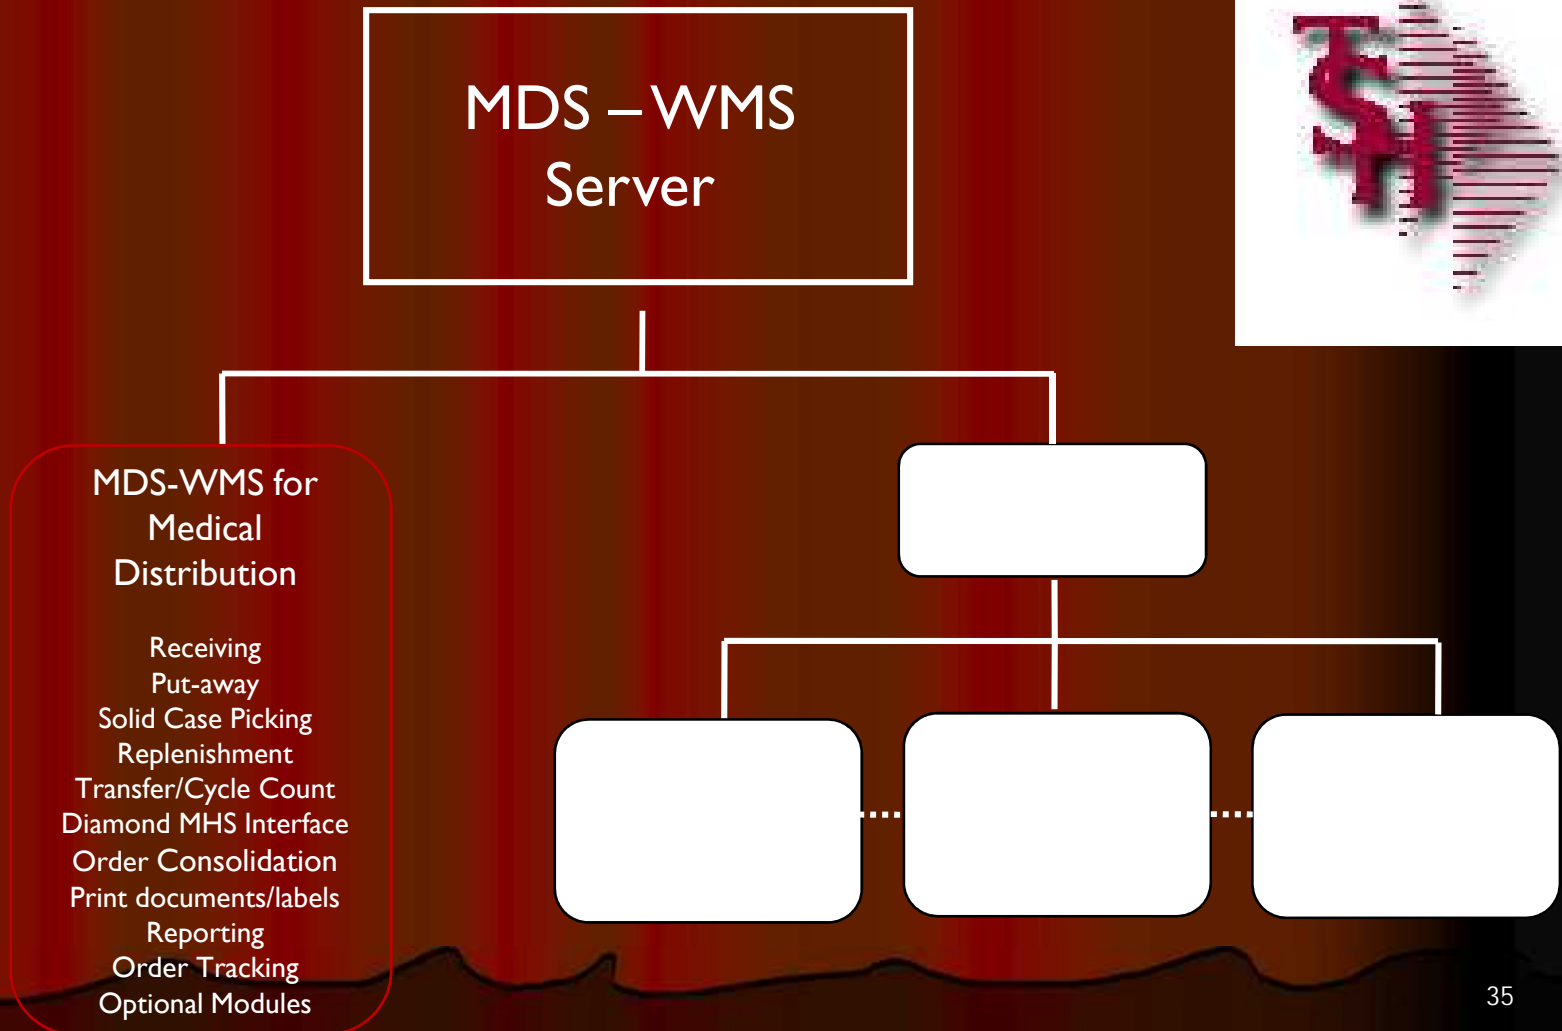 MDS – WMS
Server
TSH
MDS-WMS for
Medical
Distribution
Receiving
Put-away
Solid Case Picking
Replenishment
Transfer/Cycle Count
Diamond MHS Interface
Order Consolidation
Print documents/labels
Reporting
Order Tracking
Optional Modules
35